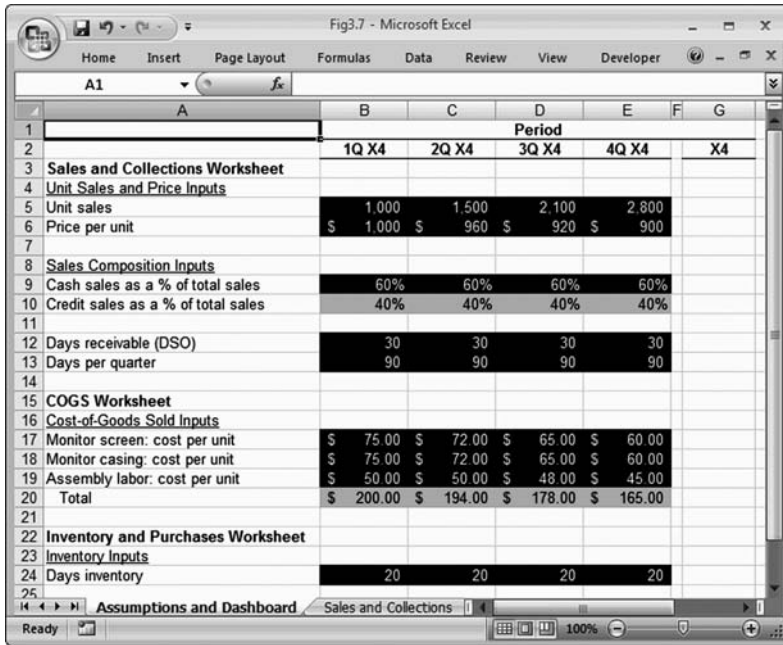 Fig3.7 - Microsoft Excel
Home Insert Page Layout Formulas Data Review View Developer
A1 fx
A B C D E F G
1 Period
2 1Q X4 2Q X4 3Q X4 4Q X4 X4
3 Sales and Collections Worksheet
4 Unit Sales and Price Inputs
5 Unit sales 1,000 1,500 2,100 2,800
6 Price per unit $ 1,000 $ 960 $ 920 $ 900
7
8 Sales Composition Inputs
9 Cash sales as a % of total sales 60% 60% 60% 60%
10 Credit sales as a % of total sales 40% 40% 40% 40%
11
12 Days receivable (DSO) 30 30 30 30
13 Days per quarter 90 90 90 90
14
15 COGS Worksheet
16 Cost-of-Goods Sold Inputs
17 Monitor screen: cost per unit $ 75.00 $ 72.00 $ 65.00 $ 60.00
18 Monitor casing: cost per unit $ 75.00 $ 72.00 $ 65.00 $ 60.00
19 Assembly labor: cost per unit $ 50.00 $ 50.00 $ 48.00 $ 45.00
20 Total $ 200.00 $ 194.00 $ 178.00 $ 165.00
21
22 Inventory and Purchases Worksheet
23 Inventory Inputs
24 Days inventory 20 20 20 20
25
Assumptions and Dashboard Sales and Collections
Ready 100%